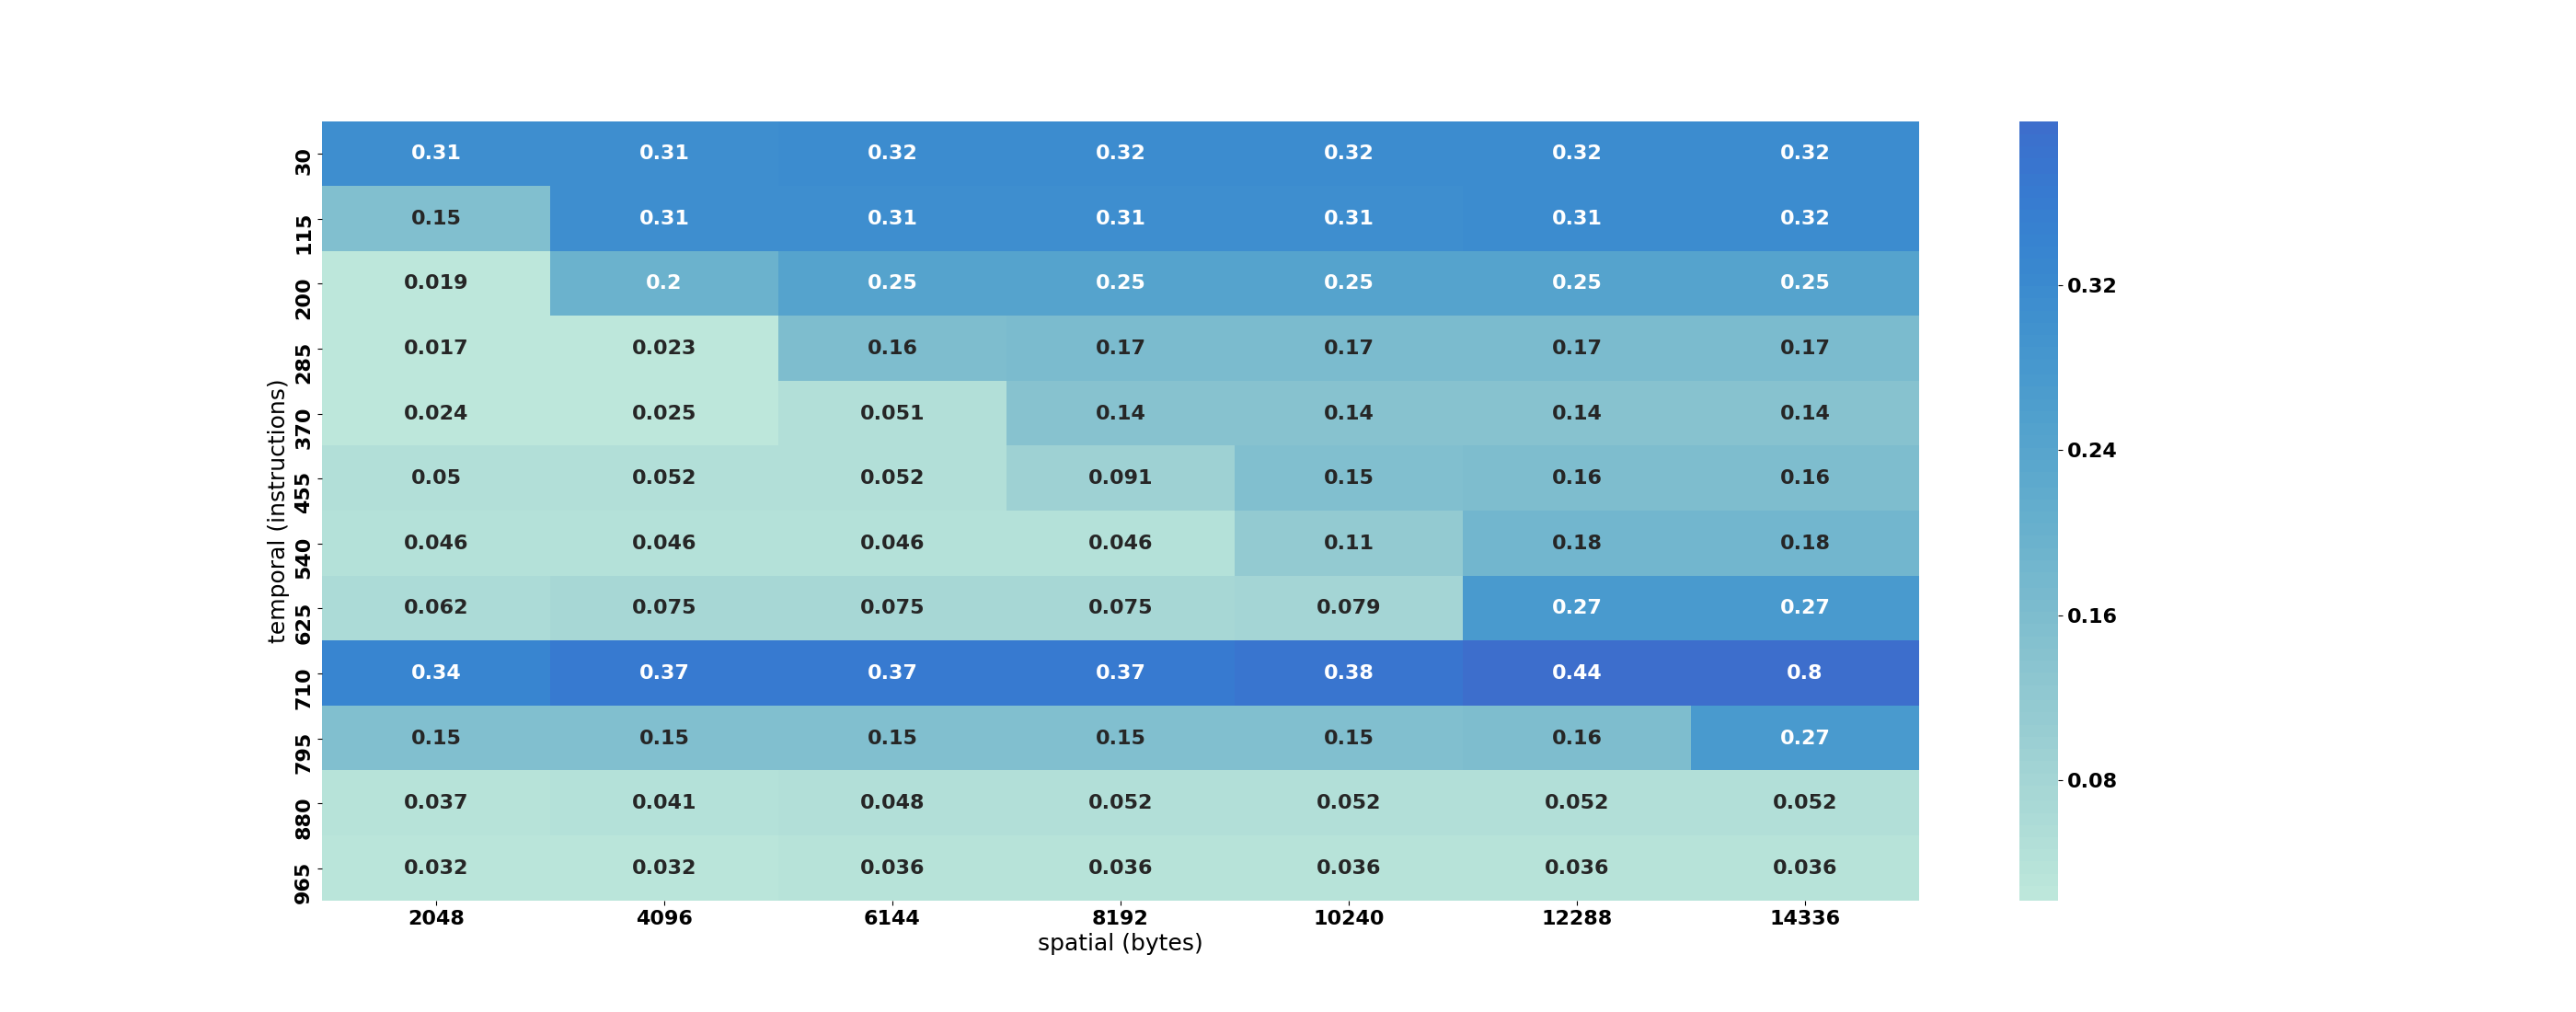 30 0.31 0.31 0.32 0.32 0.32 0.32 0.32
115 0.15 0.31 0.31 0.31 0.31 0.31 0.32
200 0.019 0.2 0.25 0.25 0.25 0.25 0.25
285 0.017 0.023 0.16 0.17 0.17 0.17 0.17
370 0.024 0.025 0.051 0.14 0.14 0.14 0.14
455 0.05 0.052 0.052 0.091 0.15 0.16 0.16
540 0.046 0.046 0.046 0.046 0.11 0.18 0.18
625 0.062 0.075 0.075 0.075 0.079 0.27 0.27
710 0.34 0.37 0.37 0.37 0.38 0.44 0.8
795 0.15 0.15 0.15 0.15 0.15 0.16 0.27
880 0.037 0.041 0.048 0.052 0.052 0.052 0.052
965 0.032 0.032 0.036 0.036 0.036 0.036 0.036
2048 4096 6144 8192 10240 12288 14336
spatial (bytes)
temporal (instructions)
0.32
0.24
0.16
0.08